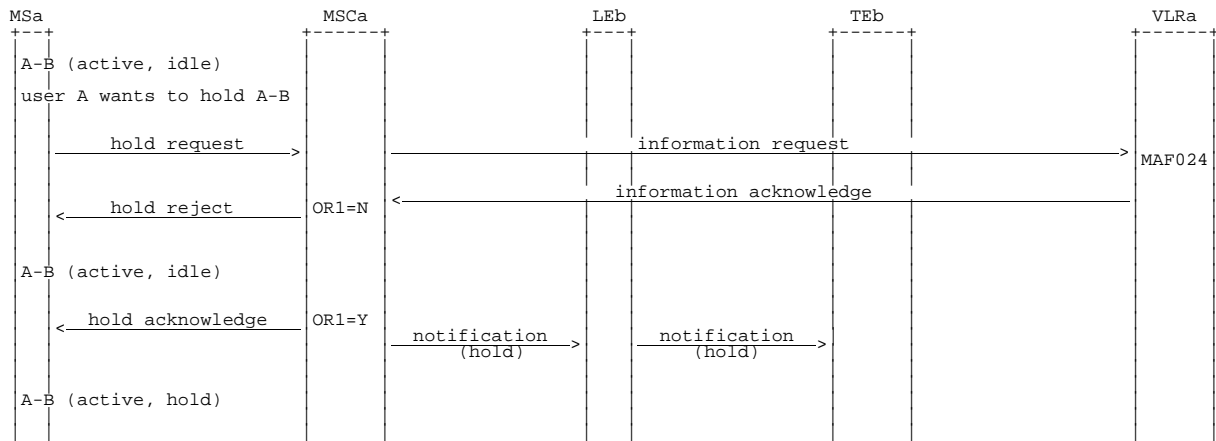 MSa MSCa LEb TEb VLRa
A-B (active, idle)
user A wants to hold A-B
hold request information request
MAF024
information acknowledge
hold reject OR1=N
A-B (active, idle)
hold acknowledge OR1=Y
notification notification
(hold) (hold)
A-B (active, hold)